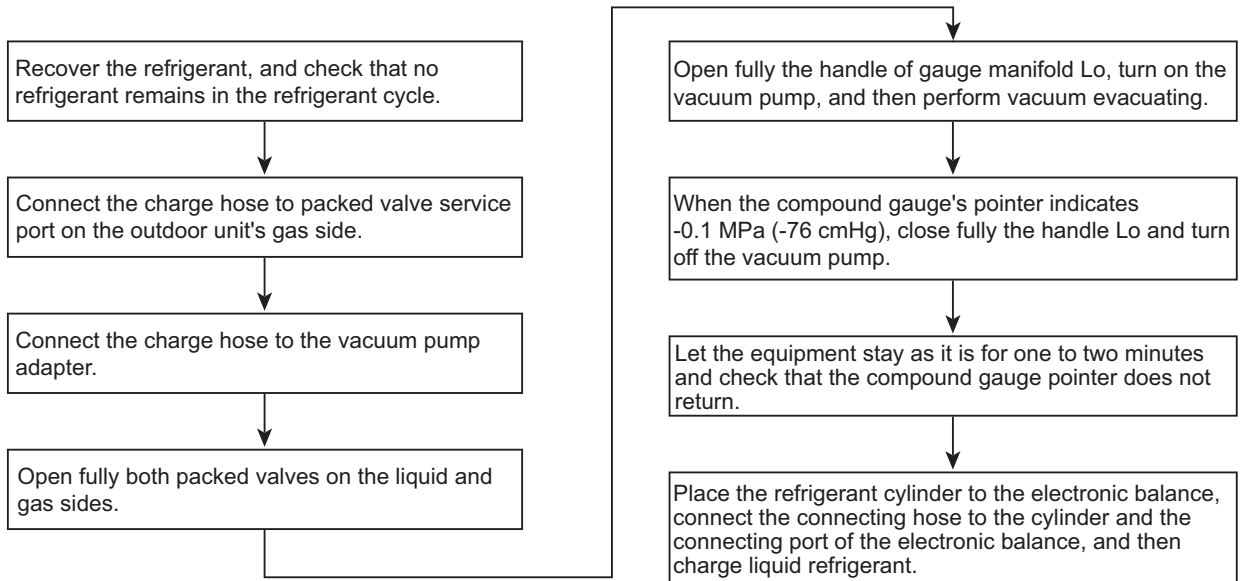 Recover the refrigerant, and check that no
refrigerant remains in the refrigerant cycle.
Connect the charge hose to packed valve service
port on the outdoor unit's gas side.
Connect the charge hose to the vacuum pump
adapter.
Open fully both packed valves on the liquid and
gas sides.
Open fully the handle of gauge manifold Lo, turn on the
vacuum pump, and then perform vacuum evacuating.
When the compound gauge's pointer indicates
-0.1 MPa (-76 cmHg), close fully the handle Lo and turn
off the vacuum pump.
Let the equipment stay as it is for one to two minutes
and check that the compound gauge pointer does not
return.
Place the refrigerant cylinder to the electronic balance,
connect the connecting hose to the cylinder and the
connecting port of the electronic balance, and then
charge liquid refrigerant.